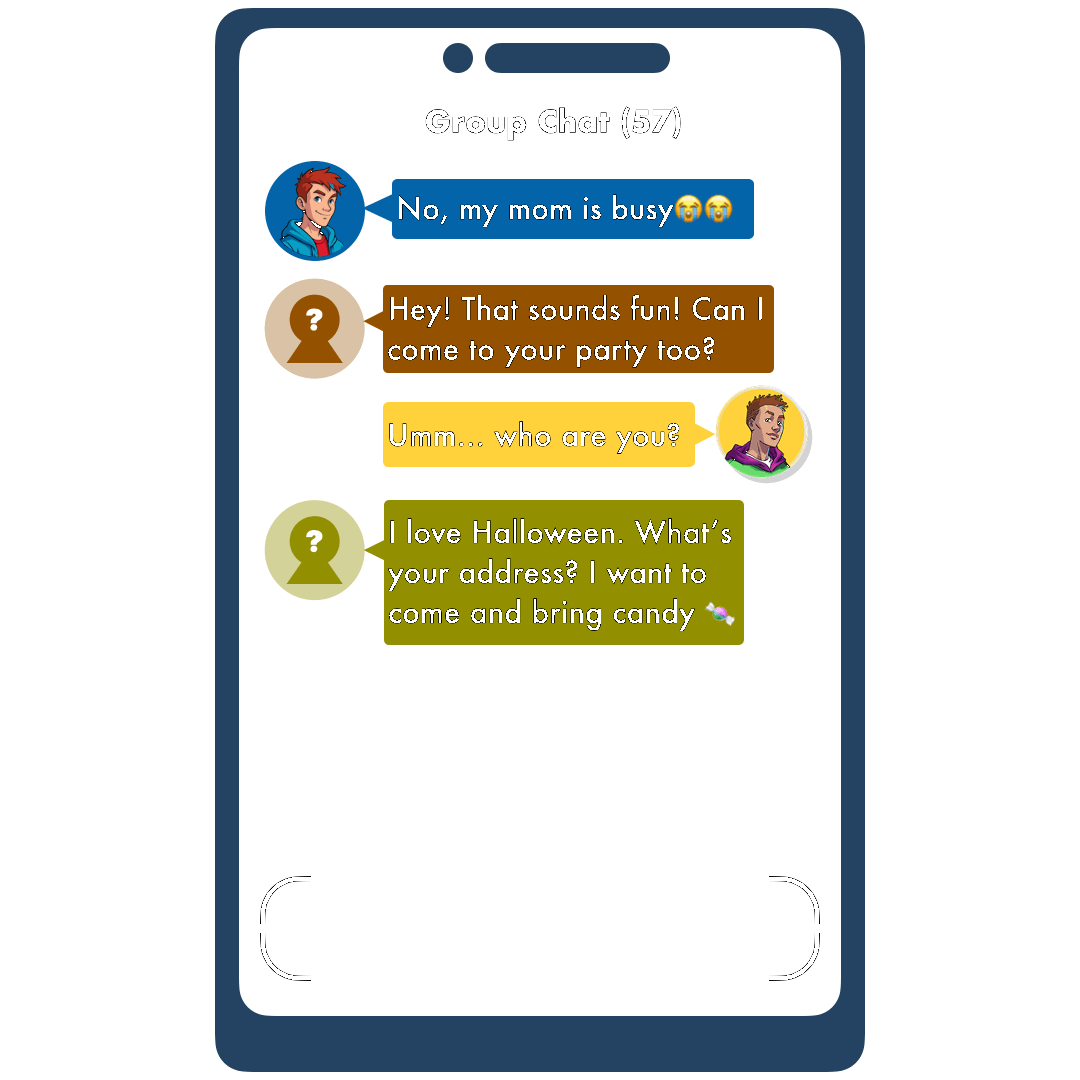 Group Chat (57)
No, my mom is busy😭😭
?
Hey! That sounds fun! Can I
come to your party too?
Umm... who are you?
?
I love Halloween. What’s
your address? I want to
come and bring candy 🍬